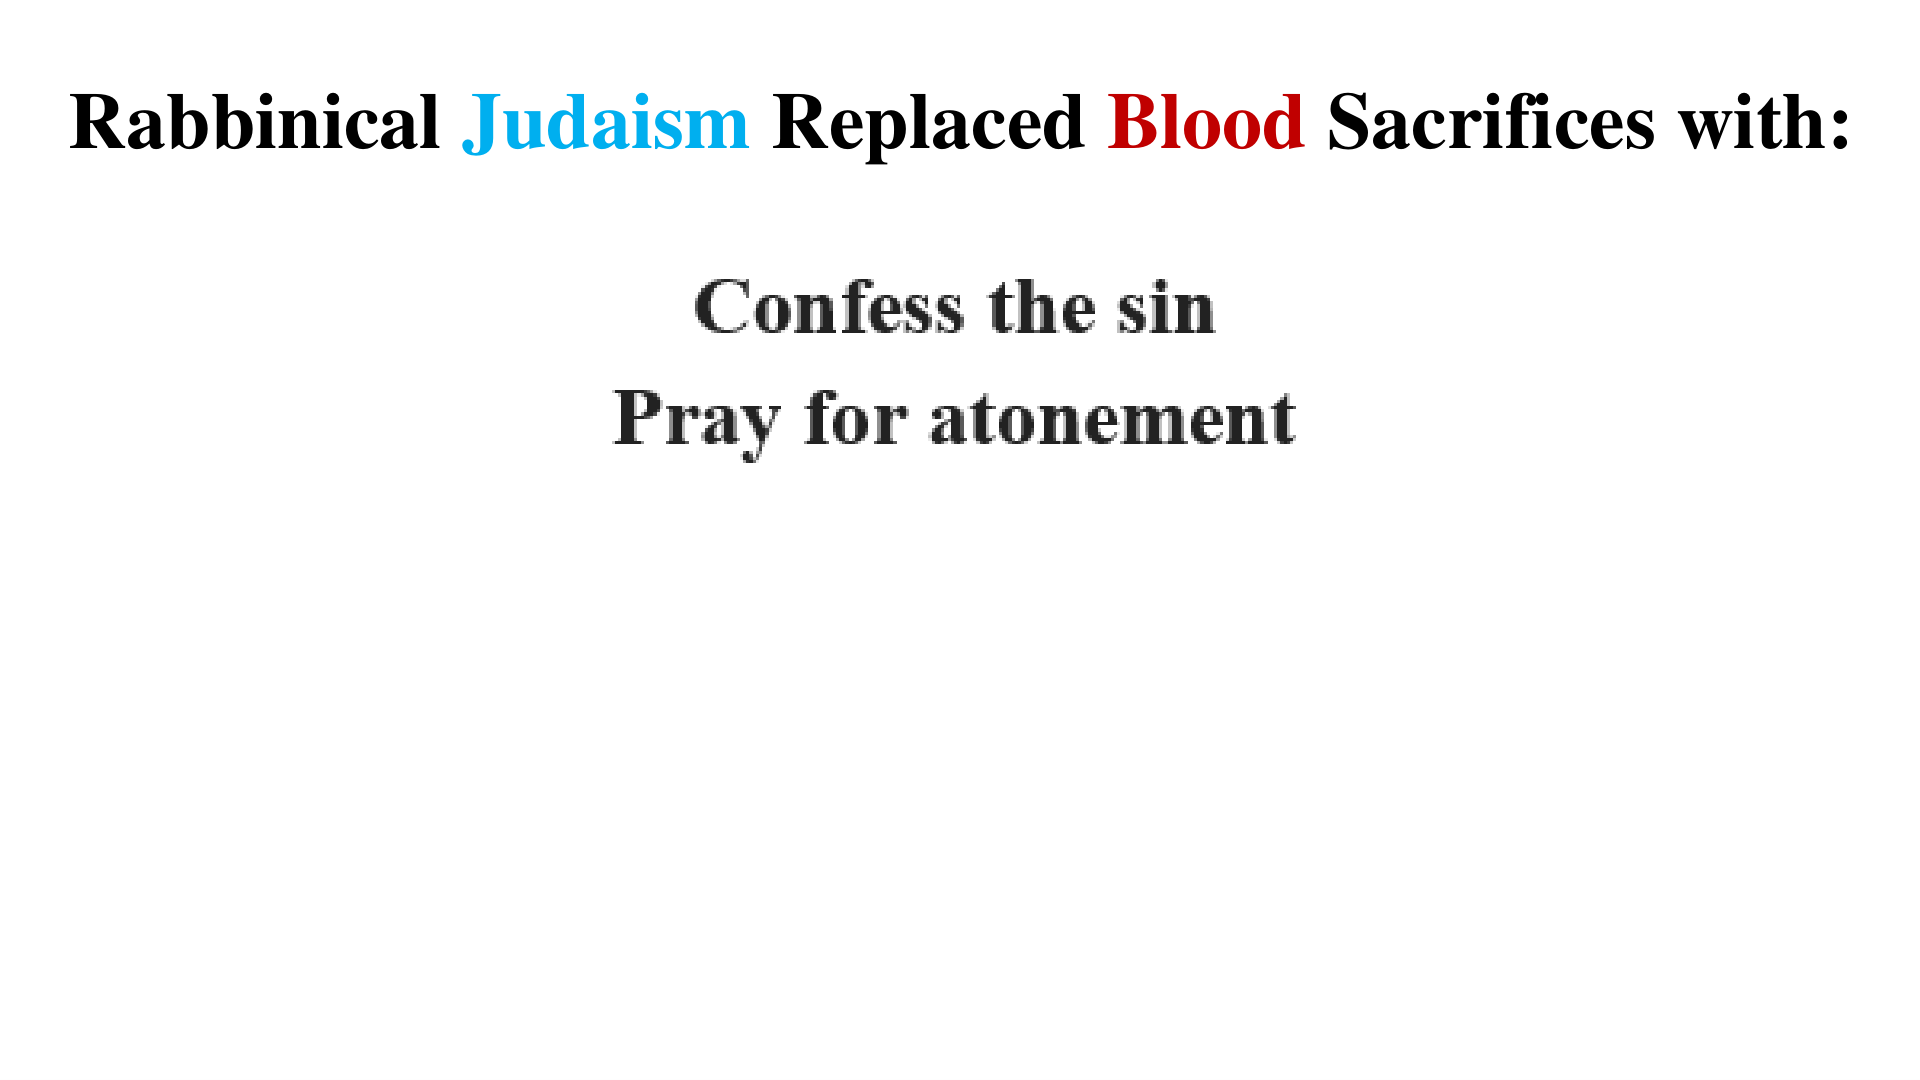 Rabbinical Judaism Replaced Blood Sacrifices with:
Confess the sin
Pray for atonement